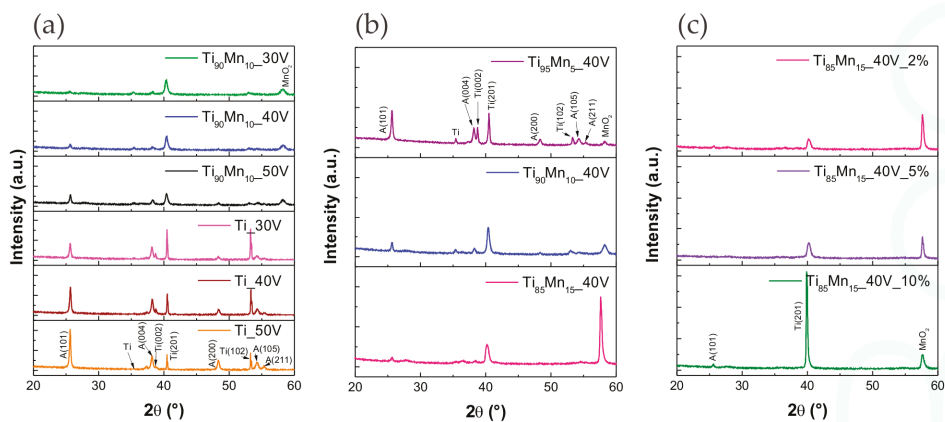 (a)
Ti90Mn10_30V
MnO2
Ti90Mn10_40V
Ti90Mn10_50V
Ti_30V
Ti_40V
Ti_50V
A(101)
Ti
A(004)
Ti(002)
Ti(201)
A(200)
Ti(102)
A(105)
A(211)
Intensity (a.u.)
20 30 40 50 60
2θ (°)
(b)
Ti95Mn5_40V
A(101)
Ti
A(004)
Ti(002)
Ti(201)
A(200)
Ti(102)
A(105)
A(211)
MnO2
Ti90Mn10_40V
Ti85Mn15_40V
Intensity (a.u.)
20 30 40 50 60
2θ (°)
(c)
Ti85Mn15_40V_2%
Ti85Mn15_40V_5%
Ti85Mn15_40V_10%
A(101)
Ti(201)
MnO2
Intensity (a.u.)
20 30 40 50 60
2θ (°)